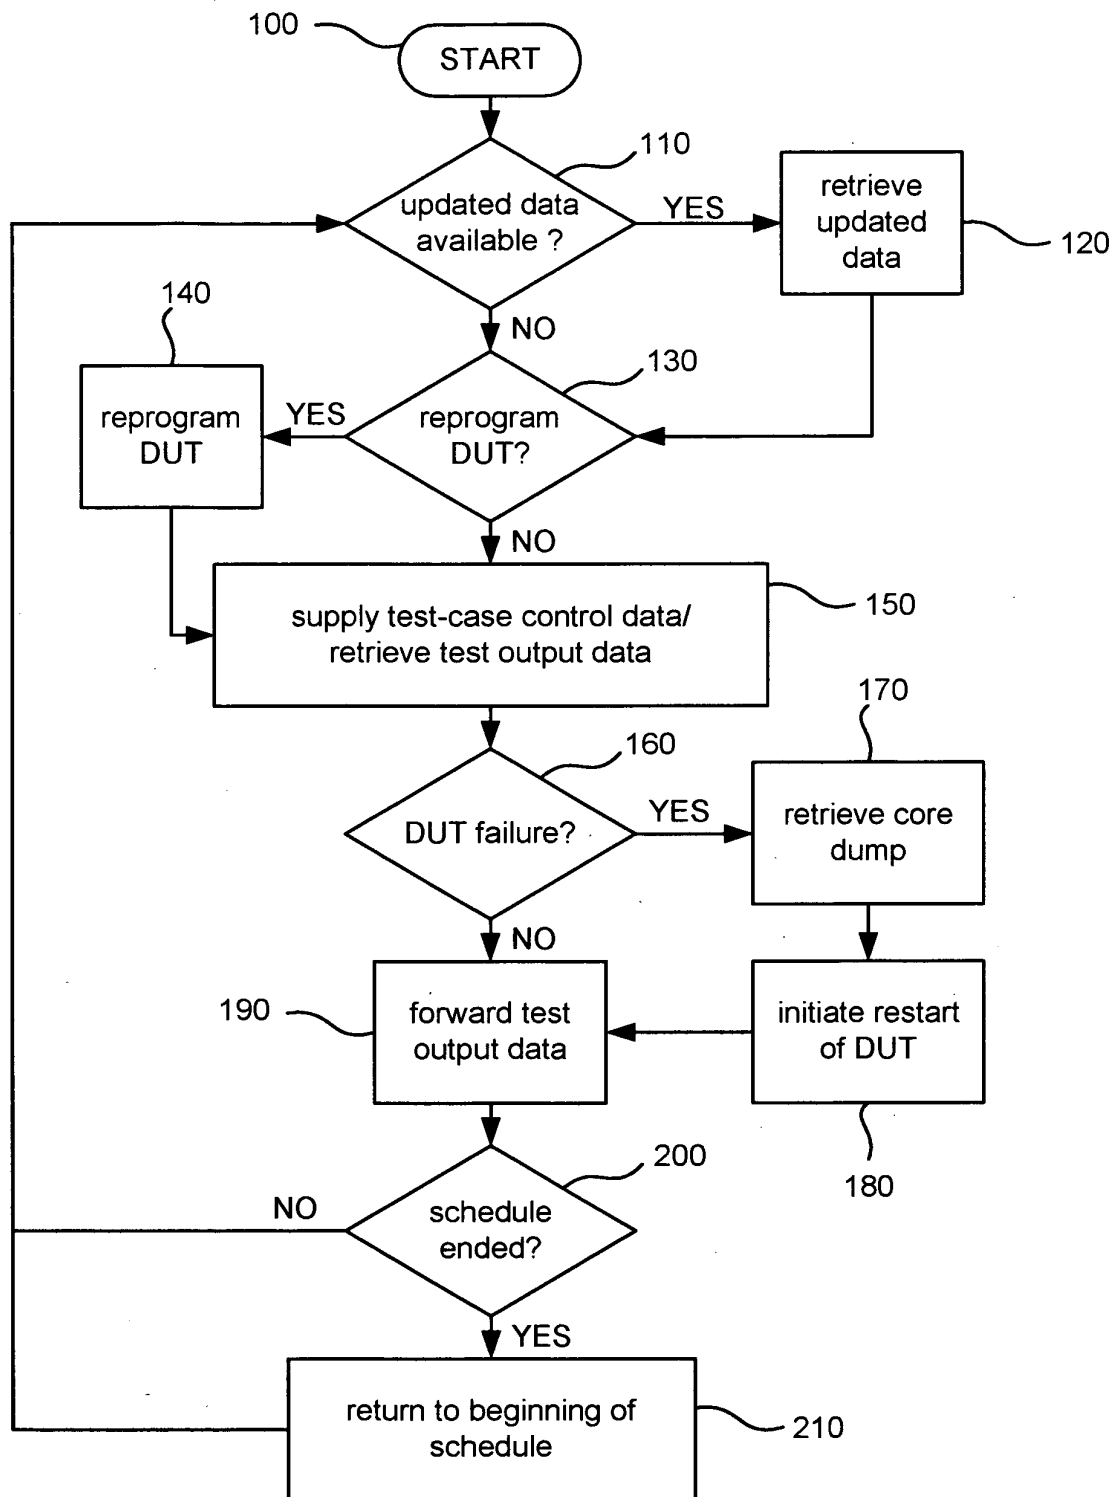 100
START
110
updated data
available ?
YES
retrieve
updated
data
120
NO
140
130
reprogram
DUT
YES
reprogram
DUT?
NO
supply test-case control data/
retrieve test output data
150
170
160
DUT failure?
YES
retrieve core
dump
NO
190
forward test
output data
initiate restart
of DUT
180
200
NO
schedule
ended?
YES
return to beginning of
schedule
210